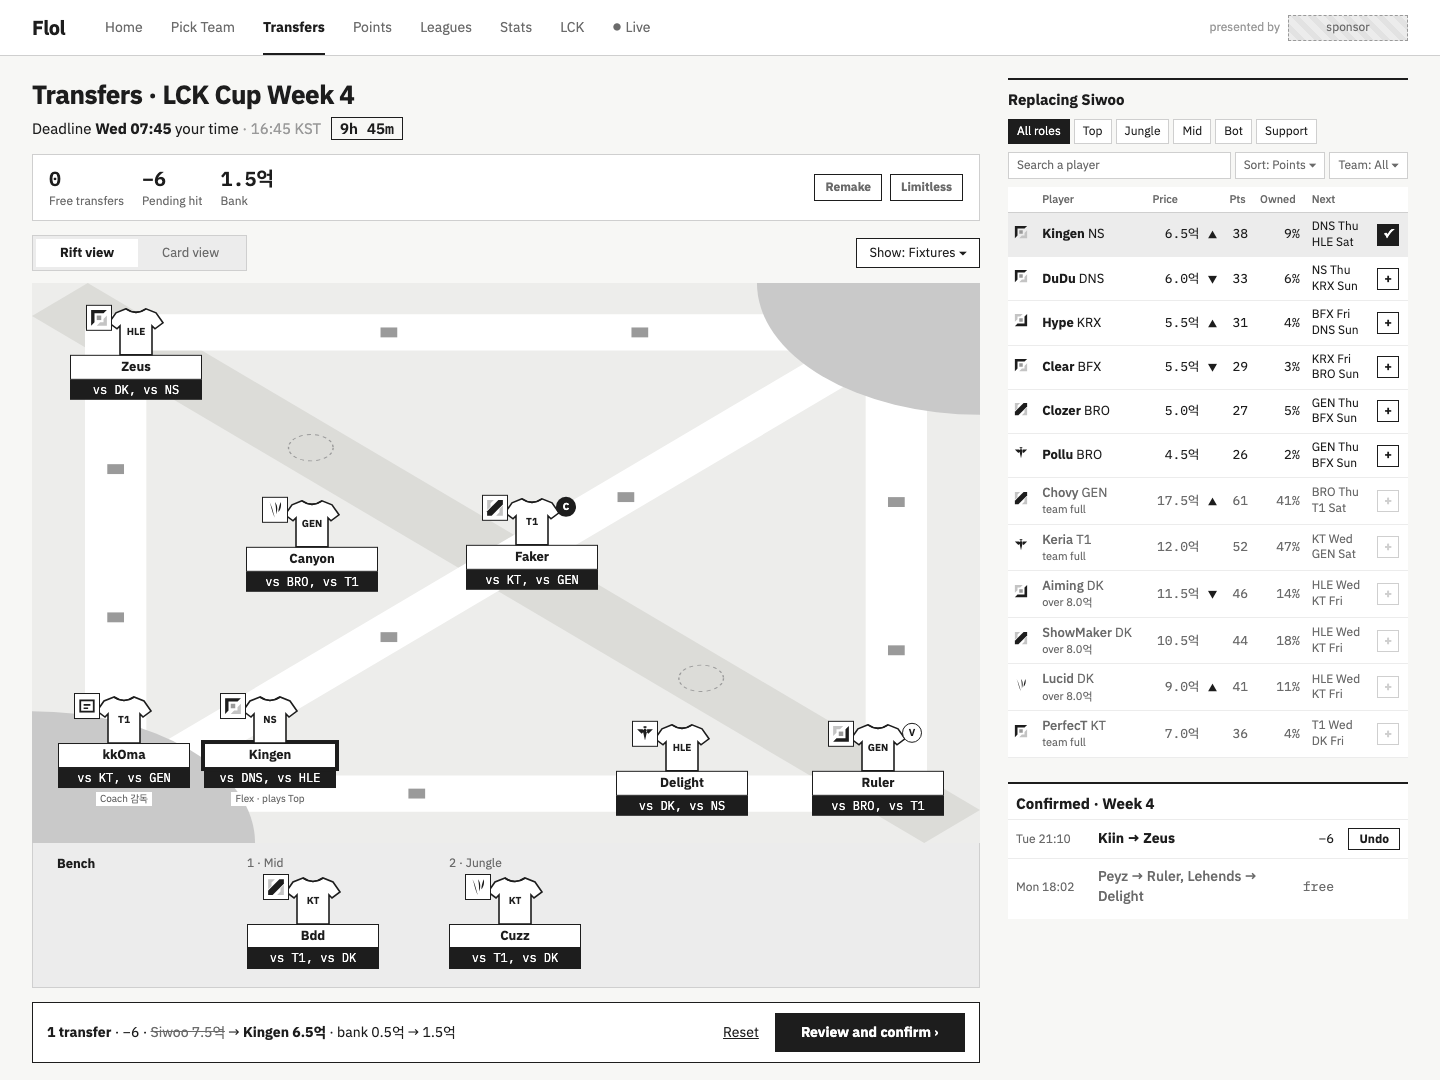 Flol Home Pick Team Transfers Points Leagues Stats LCK Live presented by sponsor
Transfers · LCK Cup Week 4
Deadline Wed 07:45 your time · 16:45 KST 9h 45m
0 −6 1.5억
Free transfers Pending hit Bank
Remake Limitless
Rift view Card view Show: Fixtures
HLE
Zeus
vs DK, vs NS
GEN
Canyon
vs BRO, vs T1
T1 C
Faker
vs KT, vs GEN
T1
kkOma
vs KT, vs GEN
Coach 감독
NS
Kingen
vs DNS, vs HLE
Flex · plays Top
HLE
Delight
vs DK, vs NS
GEN V
Ruler
vs BRO, vs T1
Bench
1 · Mid
KT
Bdd
vs T1, vs DK
2 · Jungle
KT
Cuzz
vs T1, vs DK
1 transfer · −6 · Siwoo 7.5억 → Kingen 6.5억 · bank 0.5억 → 1.5억
Reset Review and confirm ›
Replacing Siwoo
All roles Top Jungle Mid Bot Support
Search a player Sort: Points Team: All
Player Price Pts Owned Next
Kingen NS 6.5억 ▲ 38 9% DNS Thu
HLE Sat
DuDu DNS 6.0억 ▼ 33 6% NS Thu
KRX Sun
Hype KRX 5.5억 ▲ 31 4% BFX Fri
DNS Sun
Clear BFX 5.5억 ▼ 29 3% KRX Fri
BRO Sun
Clozer BRO 5.0억 27 5% GEN Thu
BFX Sun
Pollu BRO 4.5억 26 2% GEN Thu
BFX Sun
Chovy GEN 17.5억 ▲ 61 41% BRO Thu
team full T1 Sat
Keria T1 12.0억 52 47% KT Wed
team full GEN Sat
Aiming DK 11.5억 ▼ 46 14% HLE Wed
over 8.0억 KT Fri
ShowMaker DK 10.5억 44 18% HLE Wed
over 8.0억 KT Fri
Lucid DK 9.0억 ▲ 41 11% HLE Wed
over 8.0억 KT Fri
PerfecT KT 7.0억 36 4% T1 Wed
team full DK Fri
Confirmed · Week 4
Tue 21:10 Kiin → Zeus −6 Undo
Mon 18:02 Peyz → Ruler, Lehends → free
Delight